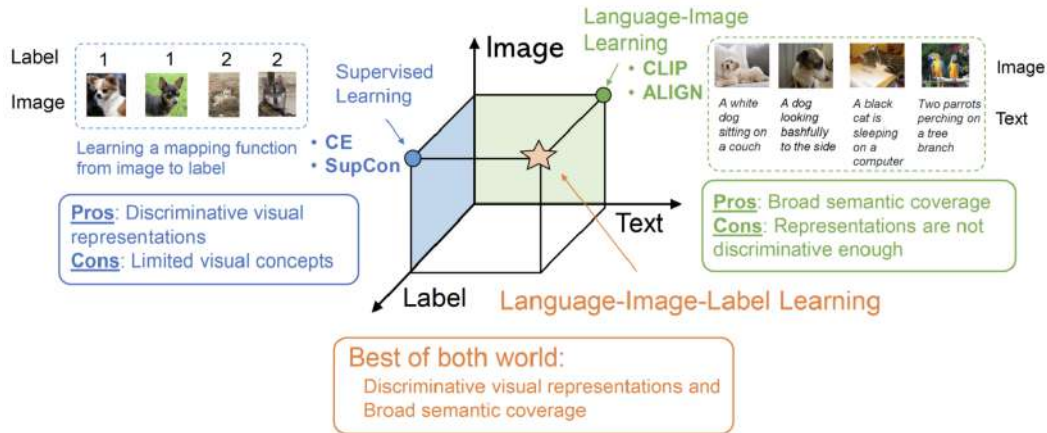 Label
1 1 2 2
Image
Learning a mapping function
from image to label
Pros: Discriminative visual
representations
Cons: Limited visual concepts
Supervised
Learning
• CE
• SupCon
Image
Text
Label
Language-Image
Learning
• CLIP
• ALIGN
Language-Image-Label Learning
Image
Text
A white
dog
sitting on
a couch
A dog
looking
bashfully
to the side
A black
cat is
sleeping
on a
computer
Two parrots
perching on
a tree
branch
Pros: Broad semantic coverage
Cons: Representations are not
discriminative enough
Best of both world:
Discriminative visual representations and
Broad semantic coverage